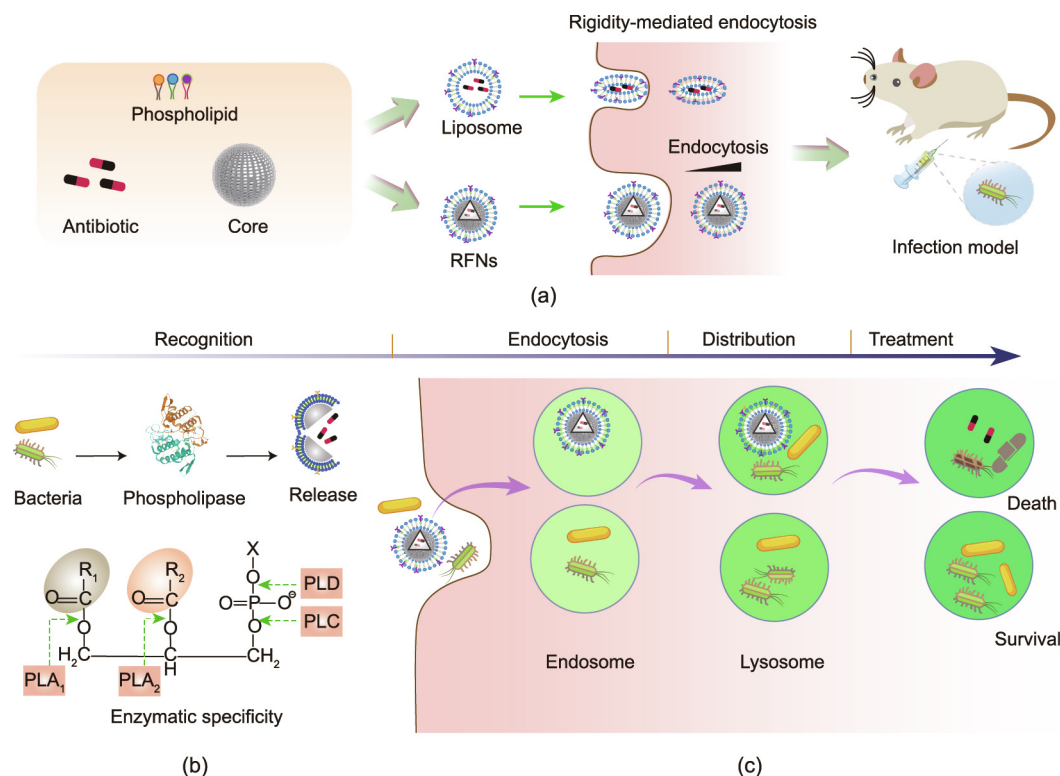 Rigidity-mediated endocytosis
Phospholipid
Liposome
Endocytosis
Antibiotic
Core
RFNs
Infection model
(a)
Recognition
Endocytosis
Distribution
Treatment
Bacteria
Phospholipase
Release
Death
X
R₁
R₂
O
PLD
O=C
O=C
O=P—O⊖
O
O
O
PLC
H₂C
C
H
CH₂
PLA₁
PLA₂
Enzymatic specificity
Endosome
Lysosome
Survival
(b)
(c)